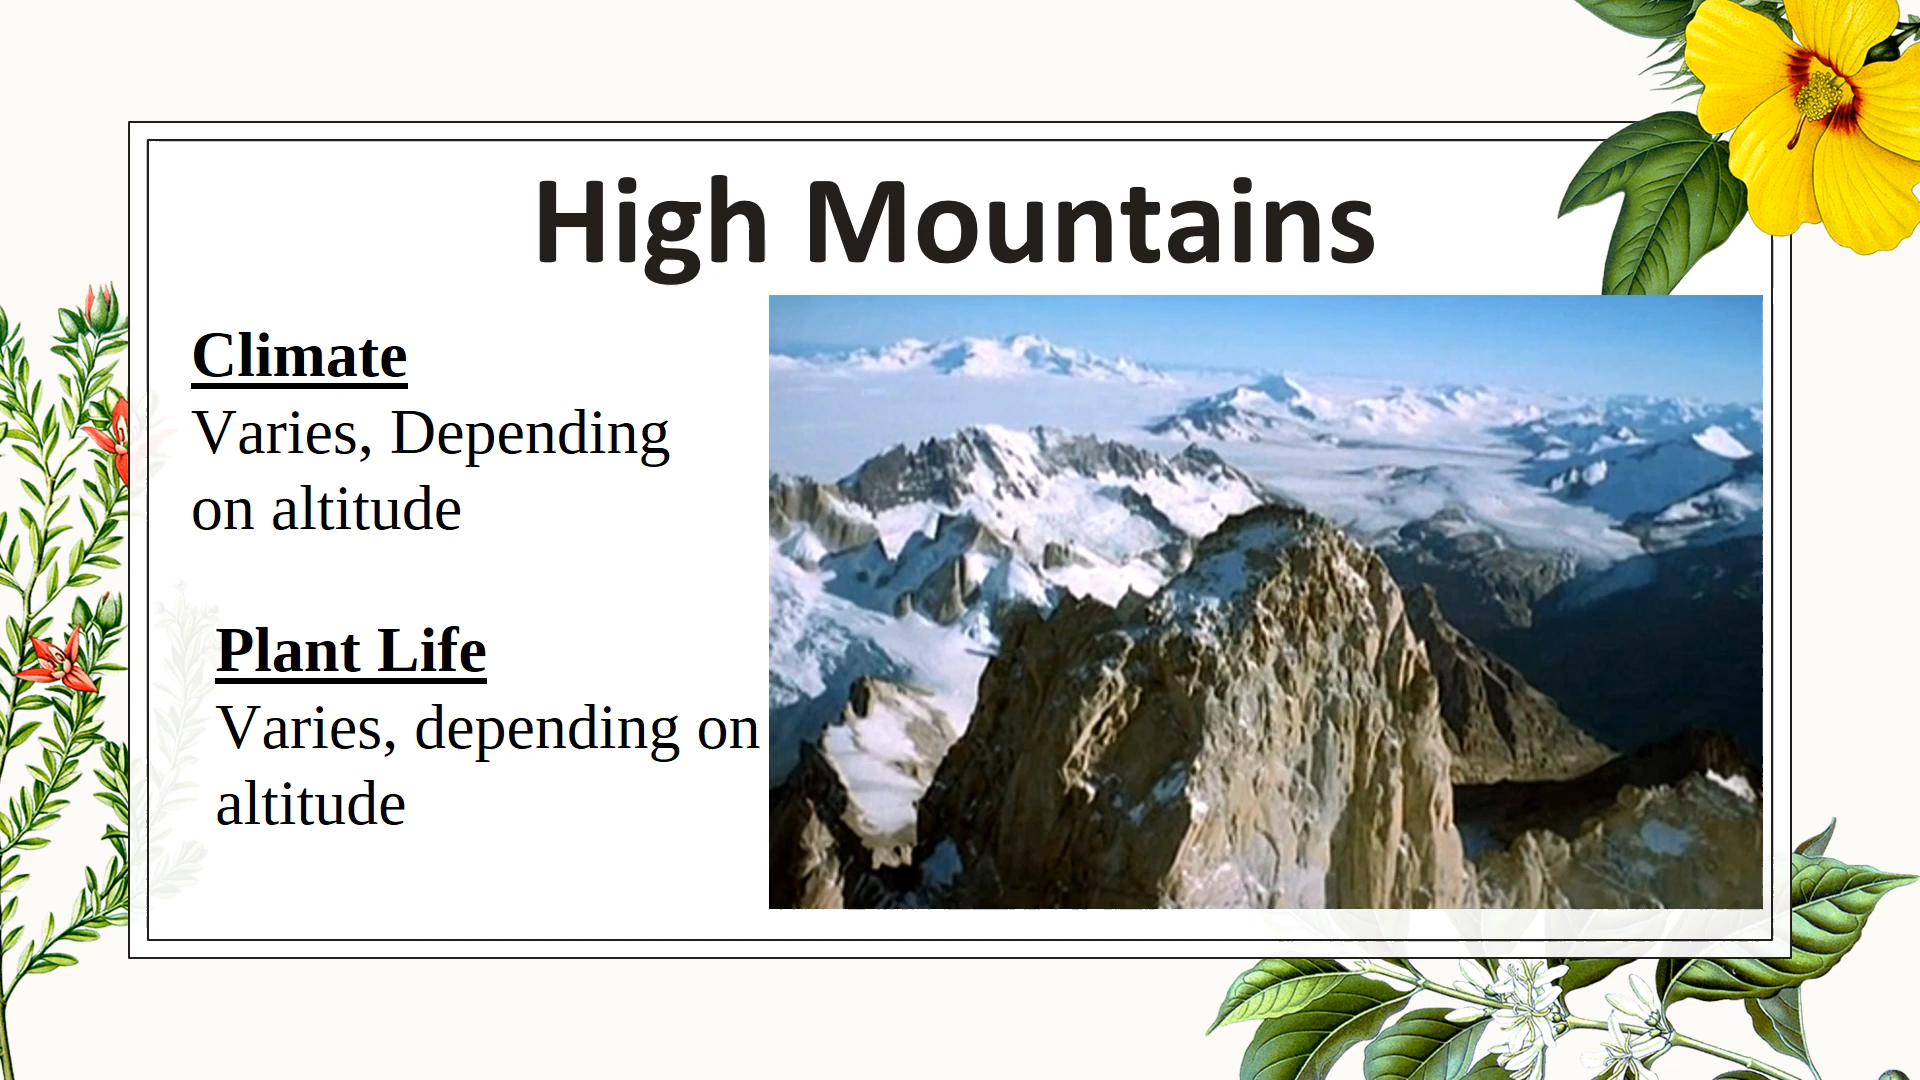 High Mountains
Climate
Varies, Depending
on altitude
Plant Life
Varies, depending on
altitude